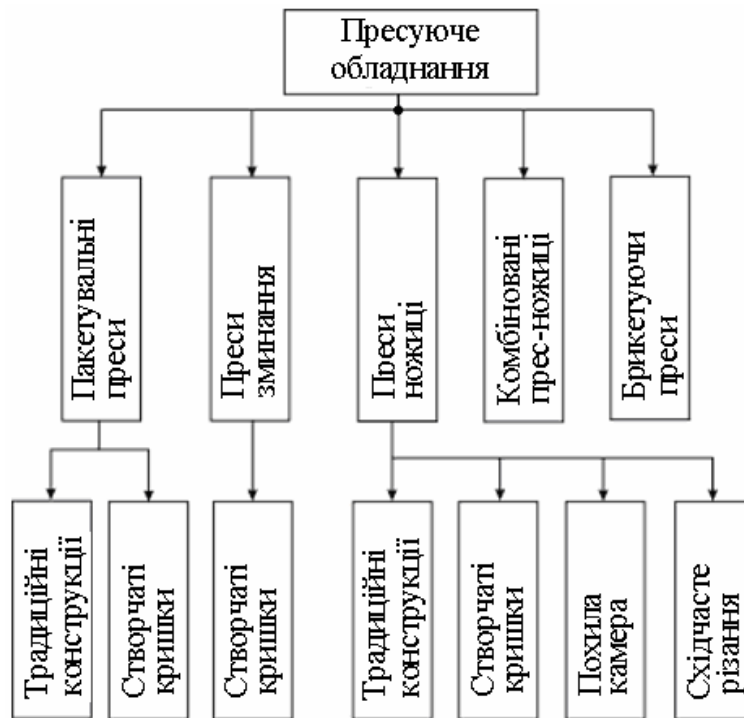 Пресуюче
обладнання
Пакетувальні
преси
Преси
зминання
Преси
ножиці
Комбіновані
прес-ножиці
Брикетуючи
преси
Традиційні
конструкції
Створчаті
кришки
Створчаті
кришки
Традиційні
конструкції
Створчаті
кришки
Похила
камера
Східчасте
різання